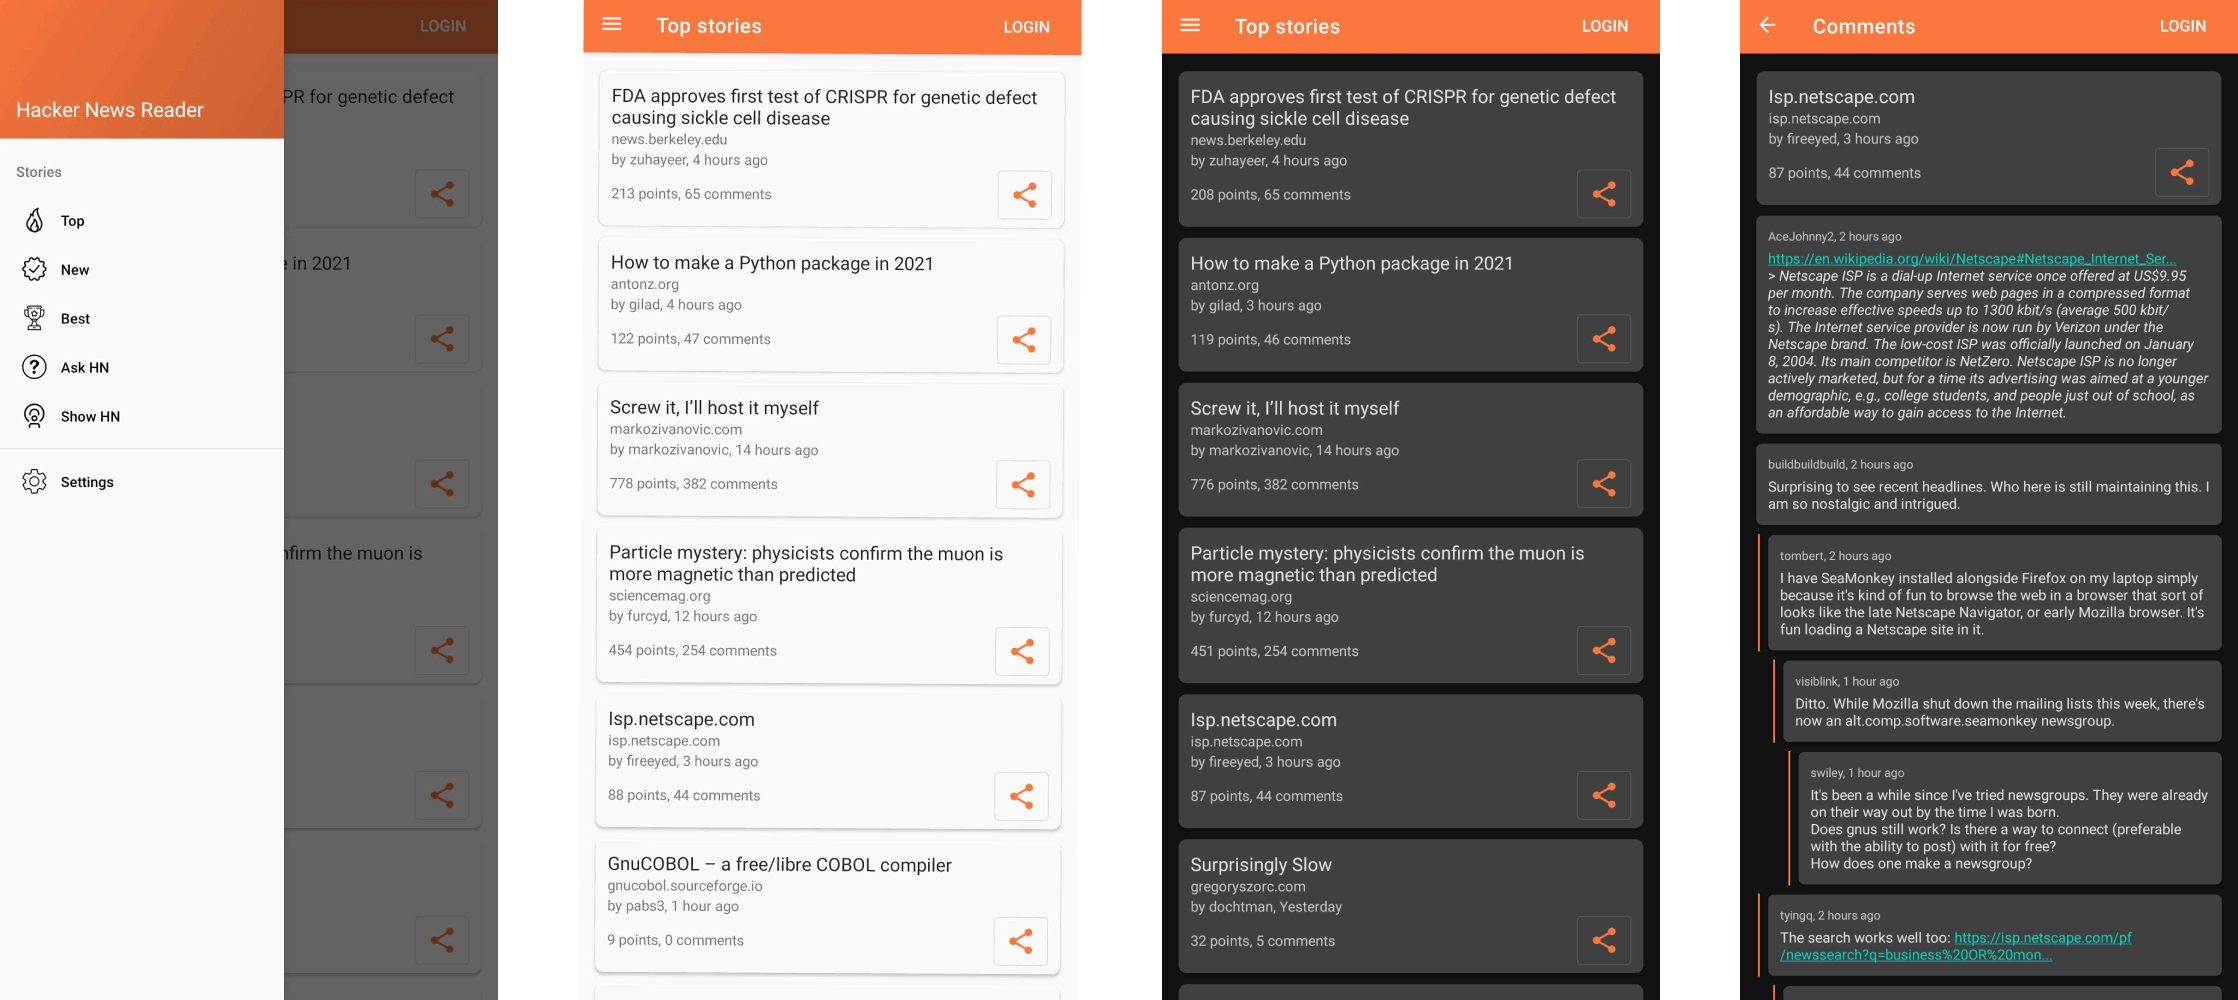 LOGIN
Hacker News Reader
PR for genetic defect
Stories
Top
New
e in 2021
Best
Ask HN
Show HN
Settings
nfirm the muon is
Top stories
LOGIN
FDA approves first test of CRISPR for genetic defect
causing sickle cell disease
news.berkeley.edu
by zuhayeer, 4 hours ago
213 points, 65 comments
How to make a Python package in 2021
antonz.org
by gilad, 4 hours ago
122 points, 47 comments
Screw it, I’ll host it myself
markozivanovic.com
by markozivanovic, 14 hours ago
778 points, 382 comments
Particle mystery: physicists confirm the muon is
more magnetic than predicted
sciencemag.org
by furcyd, 12 hours ago
454 points, 254 comments
Isp.netscape.com
isp.netscape.com
by fireeyed, 3 hours ago
88 points, 44 comments
GnuCOBOL – a free/libre COBOL compiler
gnucobol.sourceforge.io
by pabs3, 1 hour ago
9 points, 0 comments
Top stories
LOGIN
FDA approves first test of CRISPR for genetic defect
causing sickle cell disease
news.berkeley.edu
by zuhayeer, 4 hours ago
208 points, 65 comments
How to make a Python package in 2021
antonz.org
by gilad, 3 hours ago
119 points, 46 comments
Screw it, I’ll host it myself
markozivanovic.com
by markozivanovic, 14 hours ago
776 points, 382 comments
Particle mystery: physicists confirm the muon is
more magnetic than predicted
sciencemag.org
by furcyd, 12 hours ago
451 points, 254 comments
Isp.netscape.com
isp.netscape.com
by fireeyed, 3 hours ago
87 points, 44 comments
Surprisingly Slow
gregoryszorc.com
by dochtman, Yesterday
32 points, 5 comments
Comments
LOGIN
Isp.netscape.com
isp.netscape.com
by fireeyed, 3 hours ago
87 points, 44 comments
AceJohnny2, 2 hours ago
https://en.wikipedia.org/wiki/Netscape#Netscape_Internet_Ser...
> Netscape ISP is a dial-up Internet service once offered at US$9.95
per month. The company serves web pages in a compressed format
to increase effective speeds up to 1300 kbit/s (average 500 kbit/
s). The Internet service provider is now run by Verizon under the
Netscape brand. The low-cost ISP was officially launched on January
8, 2004. Its main competitor is NetZero. Netscape ISP is no longer
actively marketed, but for a time its advertising was aimed at a younger
demographic, e.g., college students, and people just out of school, as
an affordable way to gain access to the Internet.
buildbuildbuild, 2 hours ago
Surprising to see recent headlines. Who here is still maintaining this. I
am so nostalgic and intrigued.
tombert, 2 hours ago
I have SeaMonkey installed alongside Firefox on my laptop simply
because it's kind of fun to browse the web in a browser that sort of
looks like the late Netscape Navigator, or early Mozilla browser. It's
fun loading a Netscape site in it.
visiblink, 1 hour ago
Ditto. While Mozilla shut down the mailing lists this week, there's
now an alt.comp.software.seamonkey newsgroup.
swiley, 1 hour ago
It's been a while since I've tried newsgroups. They were already
on their way out by the time I was born.
Does gnus still work? Is there a way to connect (preferable
with the ability to post) with it for free?
How does one make a newsgroup?
tyingq, 2 hours ago
The search works well too: https://isp.netscape.com/pf
/newssearch?q=business%20OR%20mon...